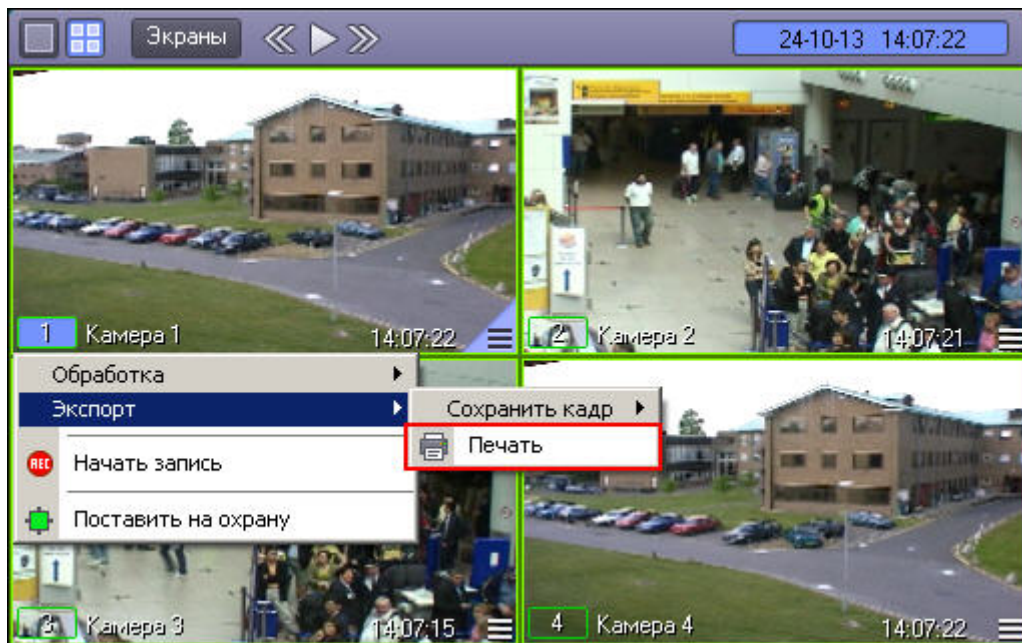 Экраны
24-10-13 14:07:22
1 Камера 1 14:07:22
2 Камера 2 14:07:21
Обработка
Экспорт
Сохранить кадр
Печать
REC Начать запись
Поставить на охрану
3 Камера 3 14:07:15
4 Камера 4 14:07:22